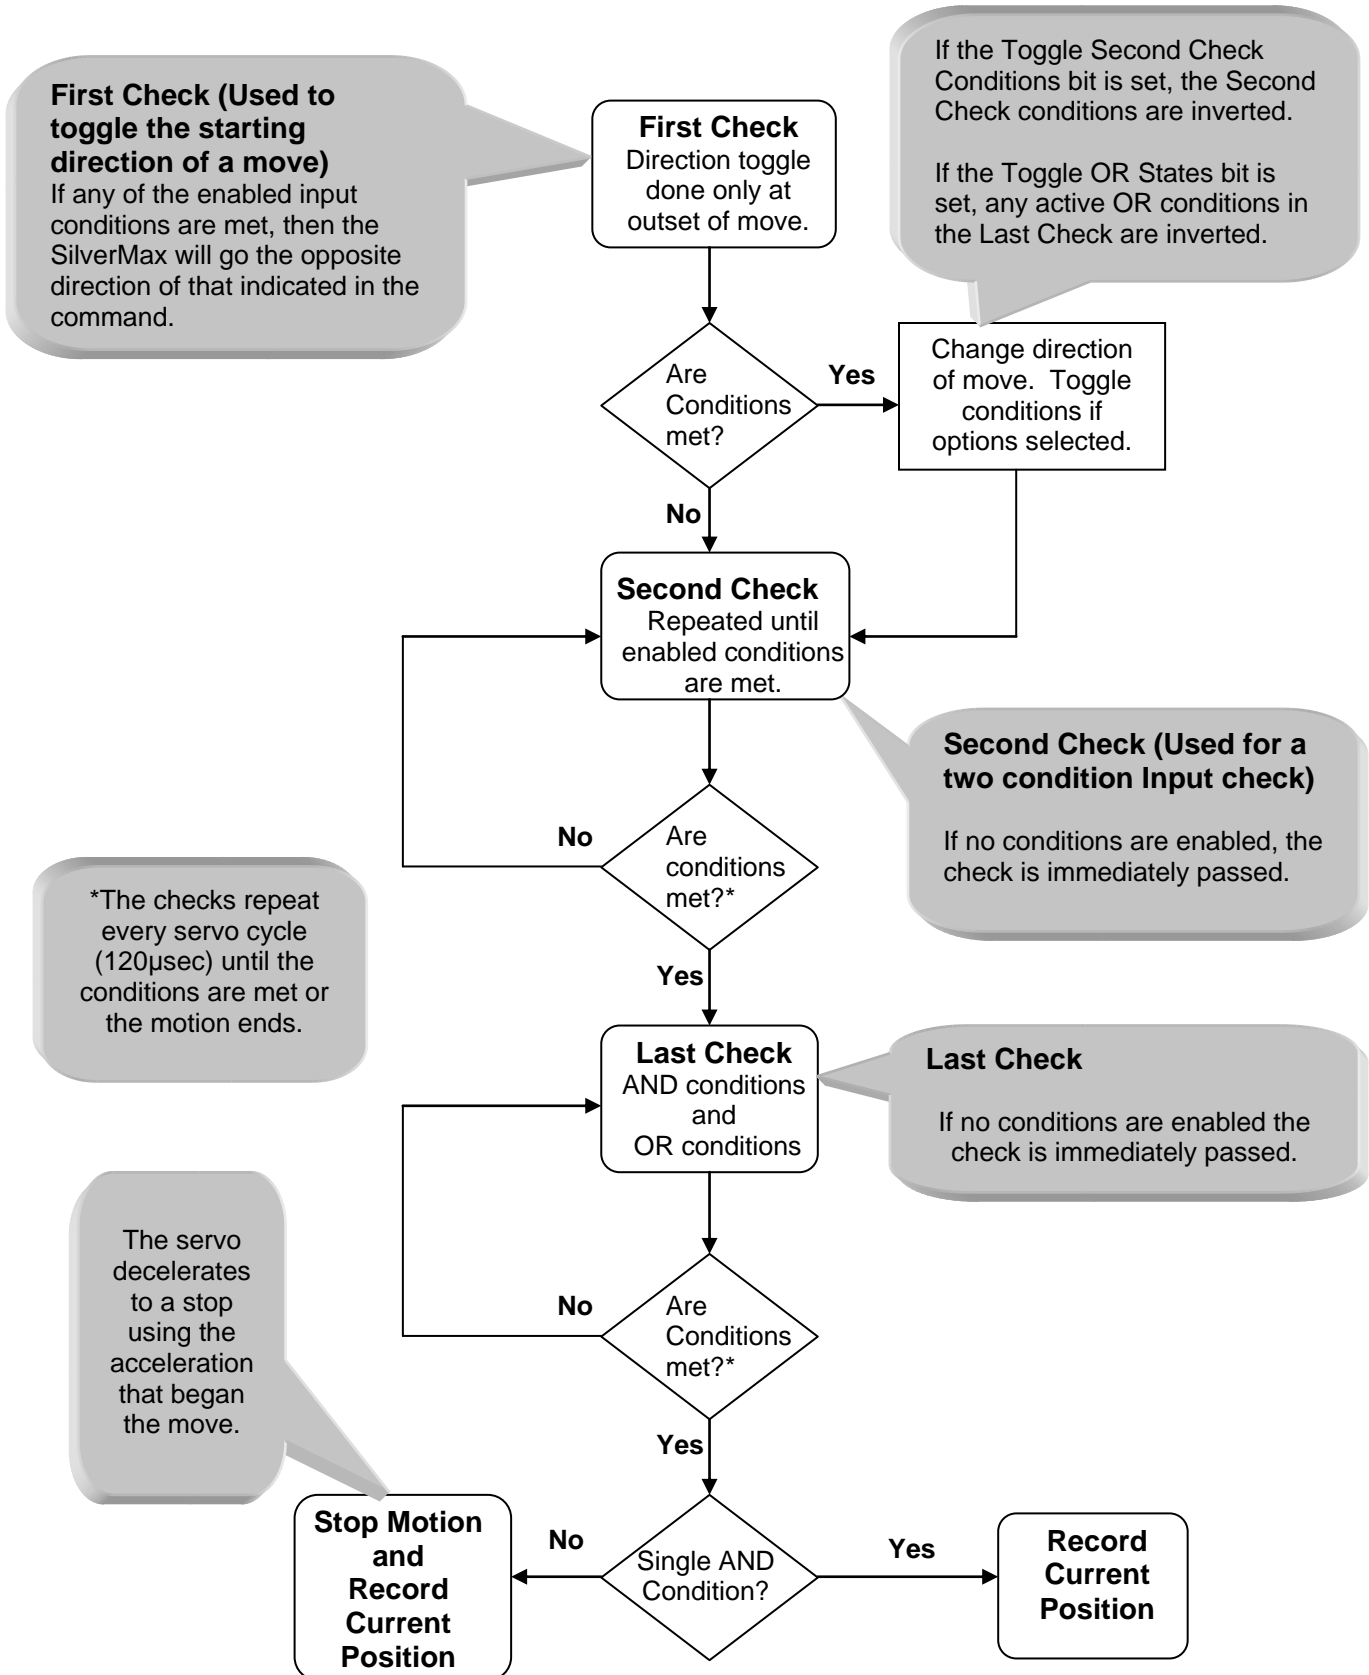 First Check (Used to
toggle the starting
direction of a move)
If any of the enabled input
conditions are met, then the
SilverMax will go the opposite
direction of that indicated in the
command.
First Check
Direction toggle
done only at
outset of move.
If the Toggle Second Check
Conditions bit is set, the Second
Check conditions are inverted.
If the Toggle OR States bit is
set, any active OR conditions in
the Last Check are inverted.
Are
Conditions
met?
Yes
Change direction
of move. Toggle
conditions if
options selected.
No
Second Check
Repeated until
enabled conditions
are met.
Second Check (Used for a
two condition Input check)
If no conditions are enabled, the
check is immediately passed.
No
Are
conditions
met?*
*The checks repeat
every servo cycle
(120µsec) until the
conditions are met or
the motion ends.
Yes
Last Check
AND conditions
and
OR conditions
Last Check
If no conditions are enabled the
check is immediately passed.
The servo
decelerates
to a stop
using the
acceleration
that began
the move.
No
Are
Conditions
met?*
Yes
Stop Motion
and
Record
Current
Position
No
Single AND
Condition?
Yes
Record
Current
Position